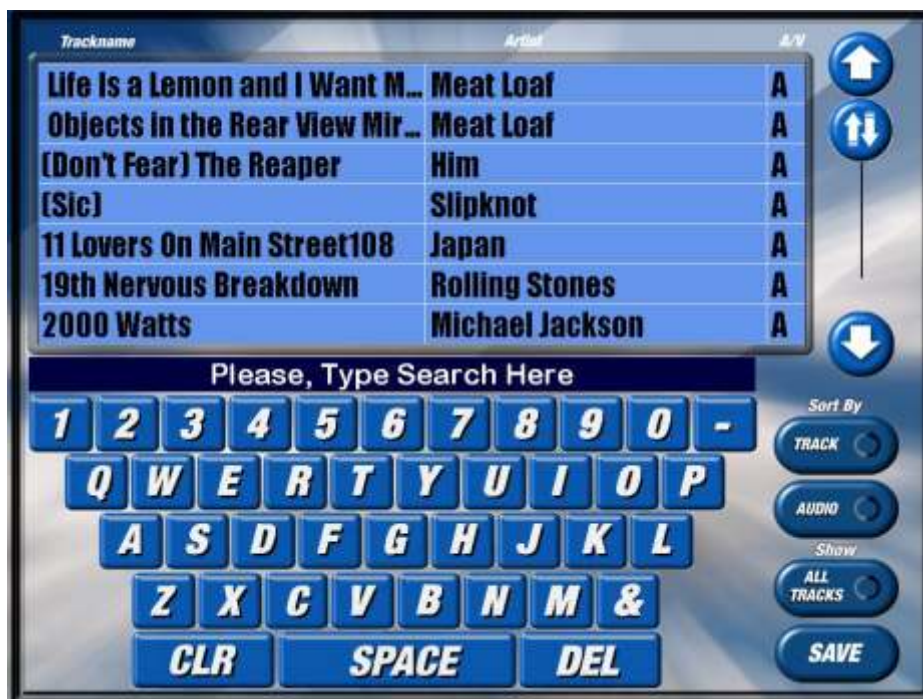 Trackname Artist A/V
Life Is a Lemon and I Want M... Meat Loaf A
Objects in the Rear View Mir... Meat Loaf A
(Don't Fear) The Reaper Him A
(Sic) Slipknot A
11 Lovers On Main Street108 Japan A
19th Nervous Breakdown Rolling Stones A
2000 Watts Michael Jackson A
Please, Type Search Here
1 2 3 4 5 6 7 8 9 0 -
Q W E R T Y U I O P
A S D F G H J K L
Z X C V B N M &
CLR SPACE DEL
Sort By
TRACK
AUDIO
Show
ALL
TRACKS
SAVE